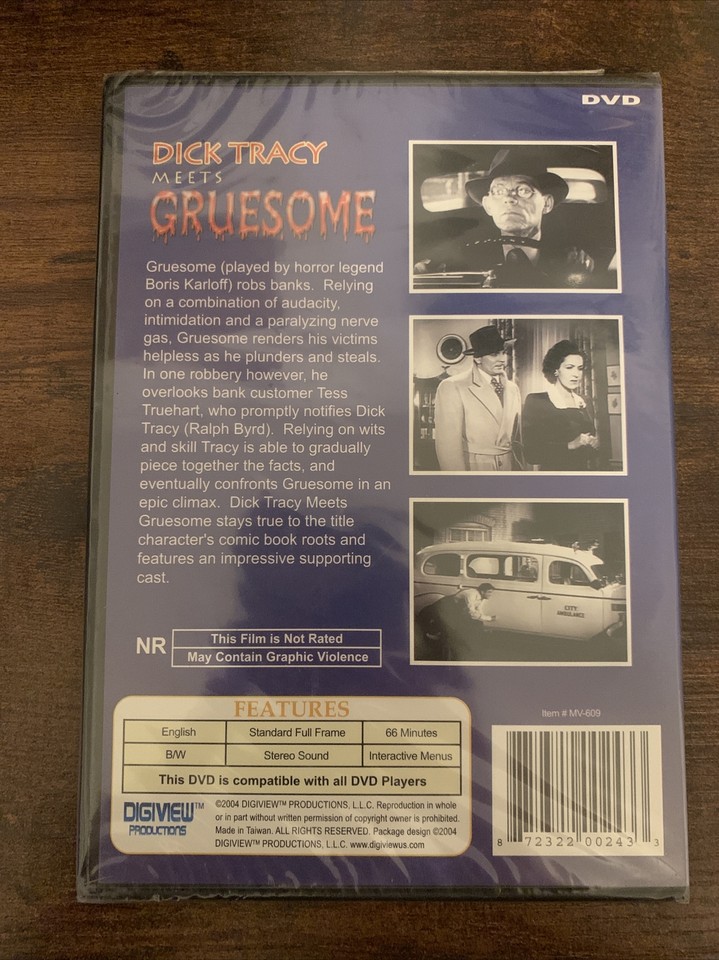 DVD
DICK TRACY
MEETS
GRUESOME
Gruesome (played by horror legend
Boris Karloff) robs banks. Relying
on a combination of audacity,
intimidation and a paralyzing nerve
gas, Gruesome renders his victims
helpless as he plunders and steals.
In one robbery however, he
overlooks bank customer Tess
Truehart, who promptly notifies Dick
Tracy (Ralph Byrd). Relying on wits
and skill Tracy is able to gradually
piece together the facts, and
eventually confronts Gruesome in an
epic climax. Dick Tracy Meets
Gruesome stays true to the title
character's comic book roots and
features an impressive supporting
cast.
CITY
AMBULANCE
NR
This Film is Not Rated
May Contain Graphic Violence
FEATURES
English Standard Full Frame 66 Minutes
B/W Stereo Sound Interactive Menus
This DVD is compatible with all DVD Players
DIGIVIEW™
PRODUCTIONS
©2004 DIGIVIEW™ PRODUCTIONS, L.L.C. Reproduction in whole
or in part without written permission of copyright owner is prohibited.
Made in Taiwan. ALL RIGHTS RESERVED. Package design ©2004
DIGIVIEW™ PRODUCTIONS, L.L.C. www.digiviewus.com
Item # MV-609
8 72322 00243 3